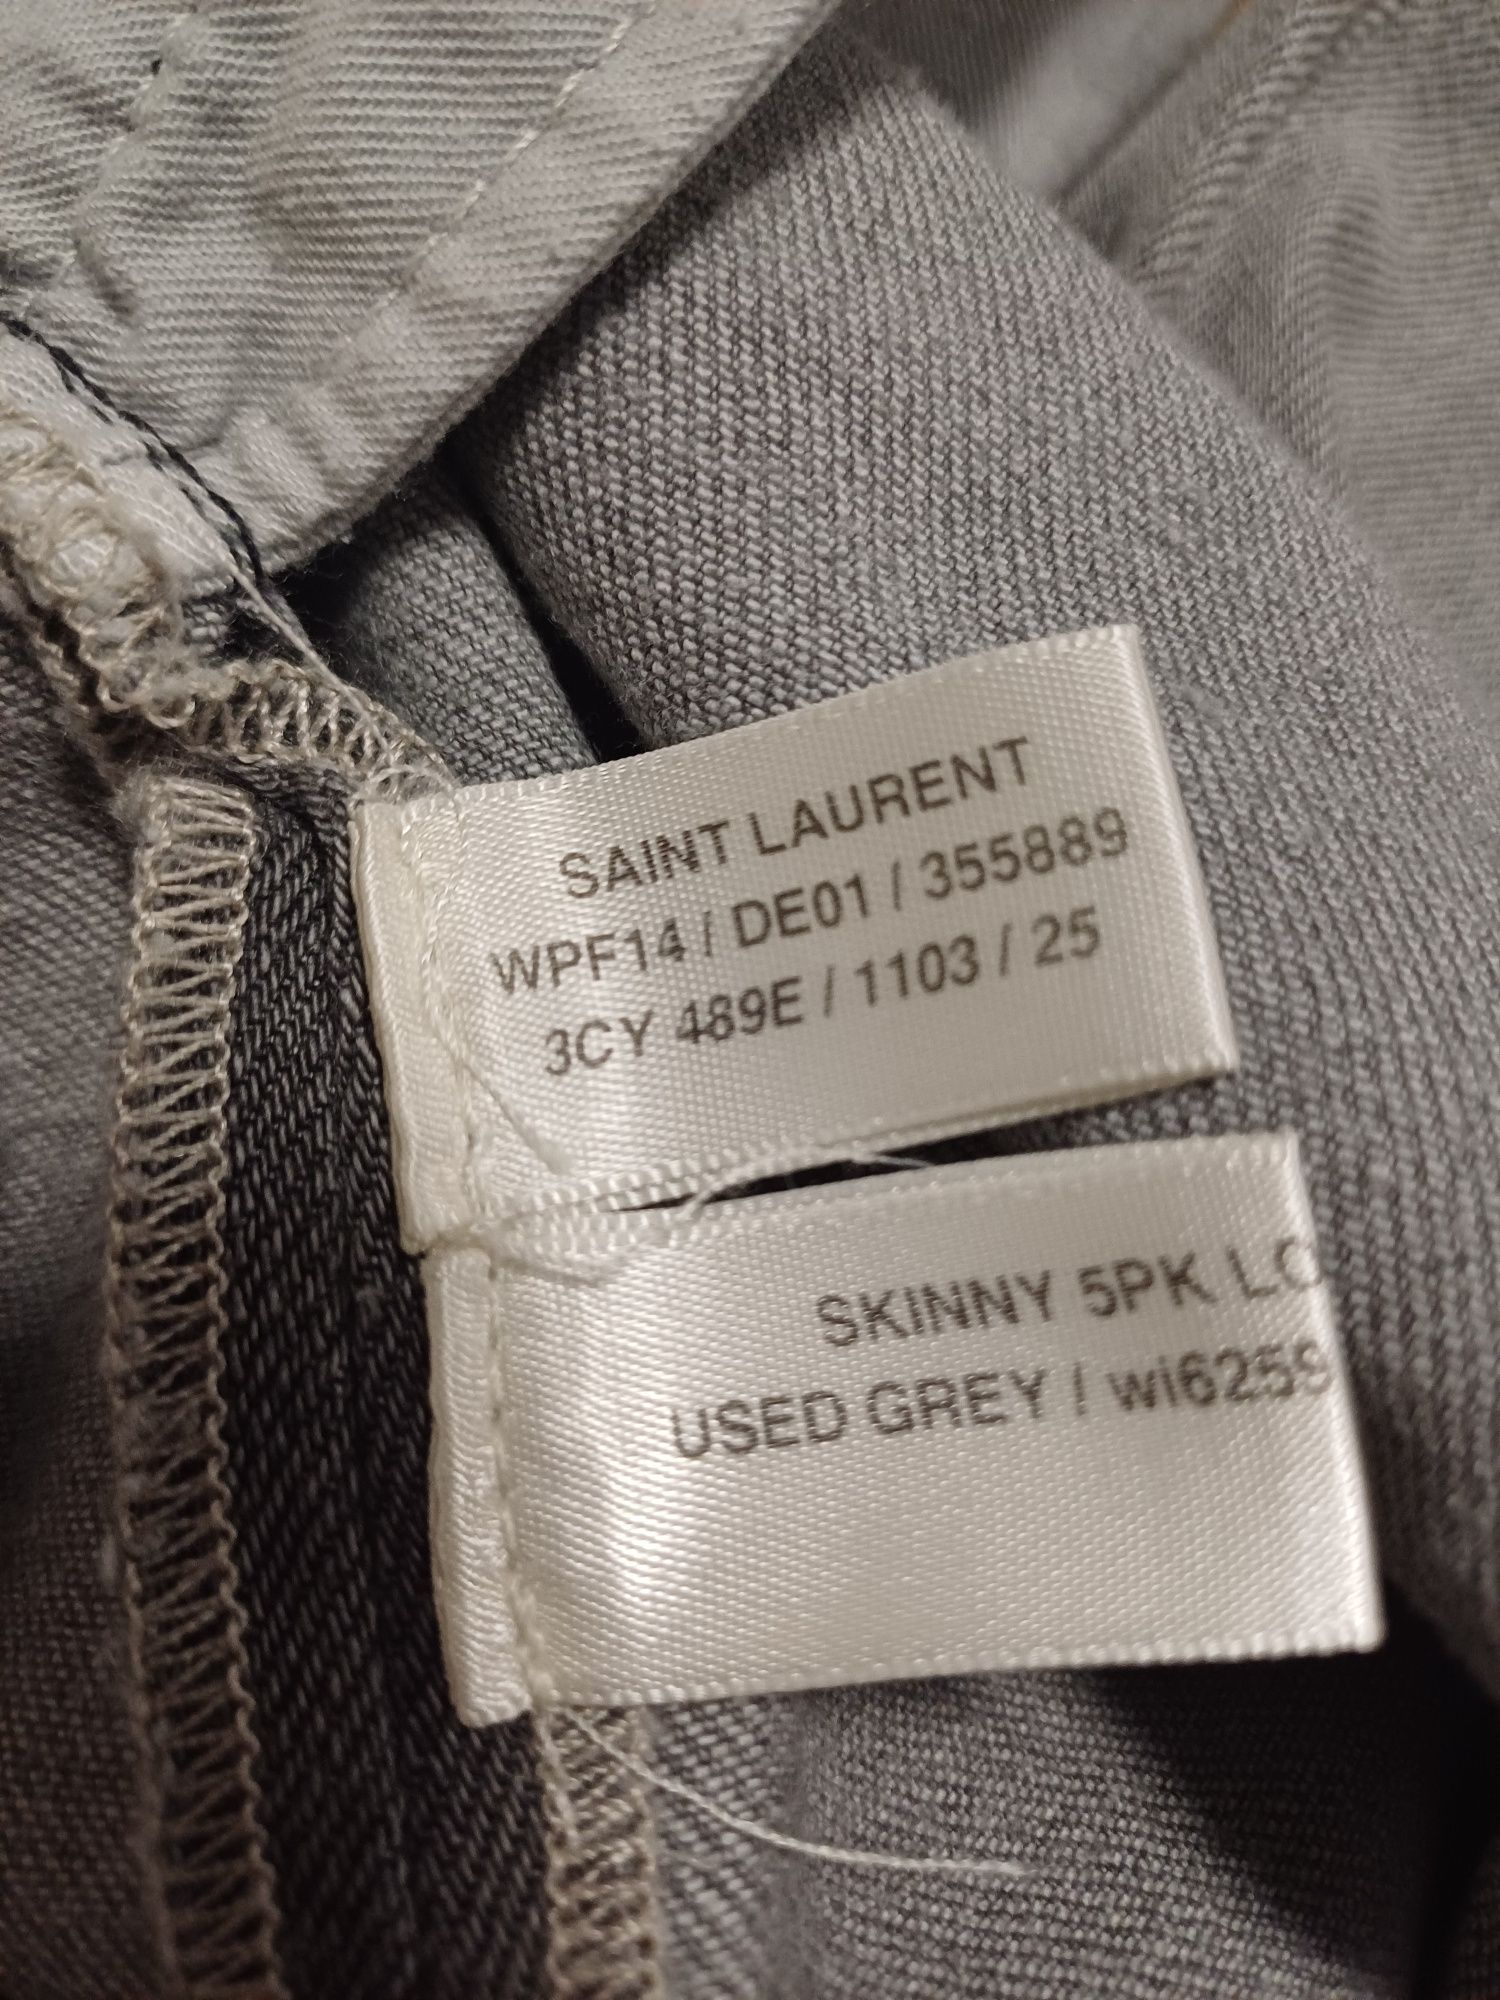 SAINT LAURENT
WPF14 / DE01 / 355889
3CY 489E / 1103 / 25
SKINNY 5PK
USED GREY /